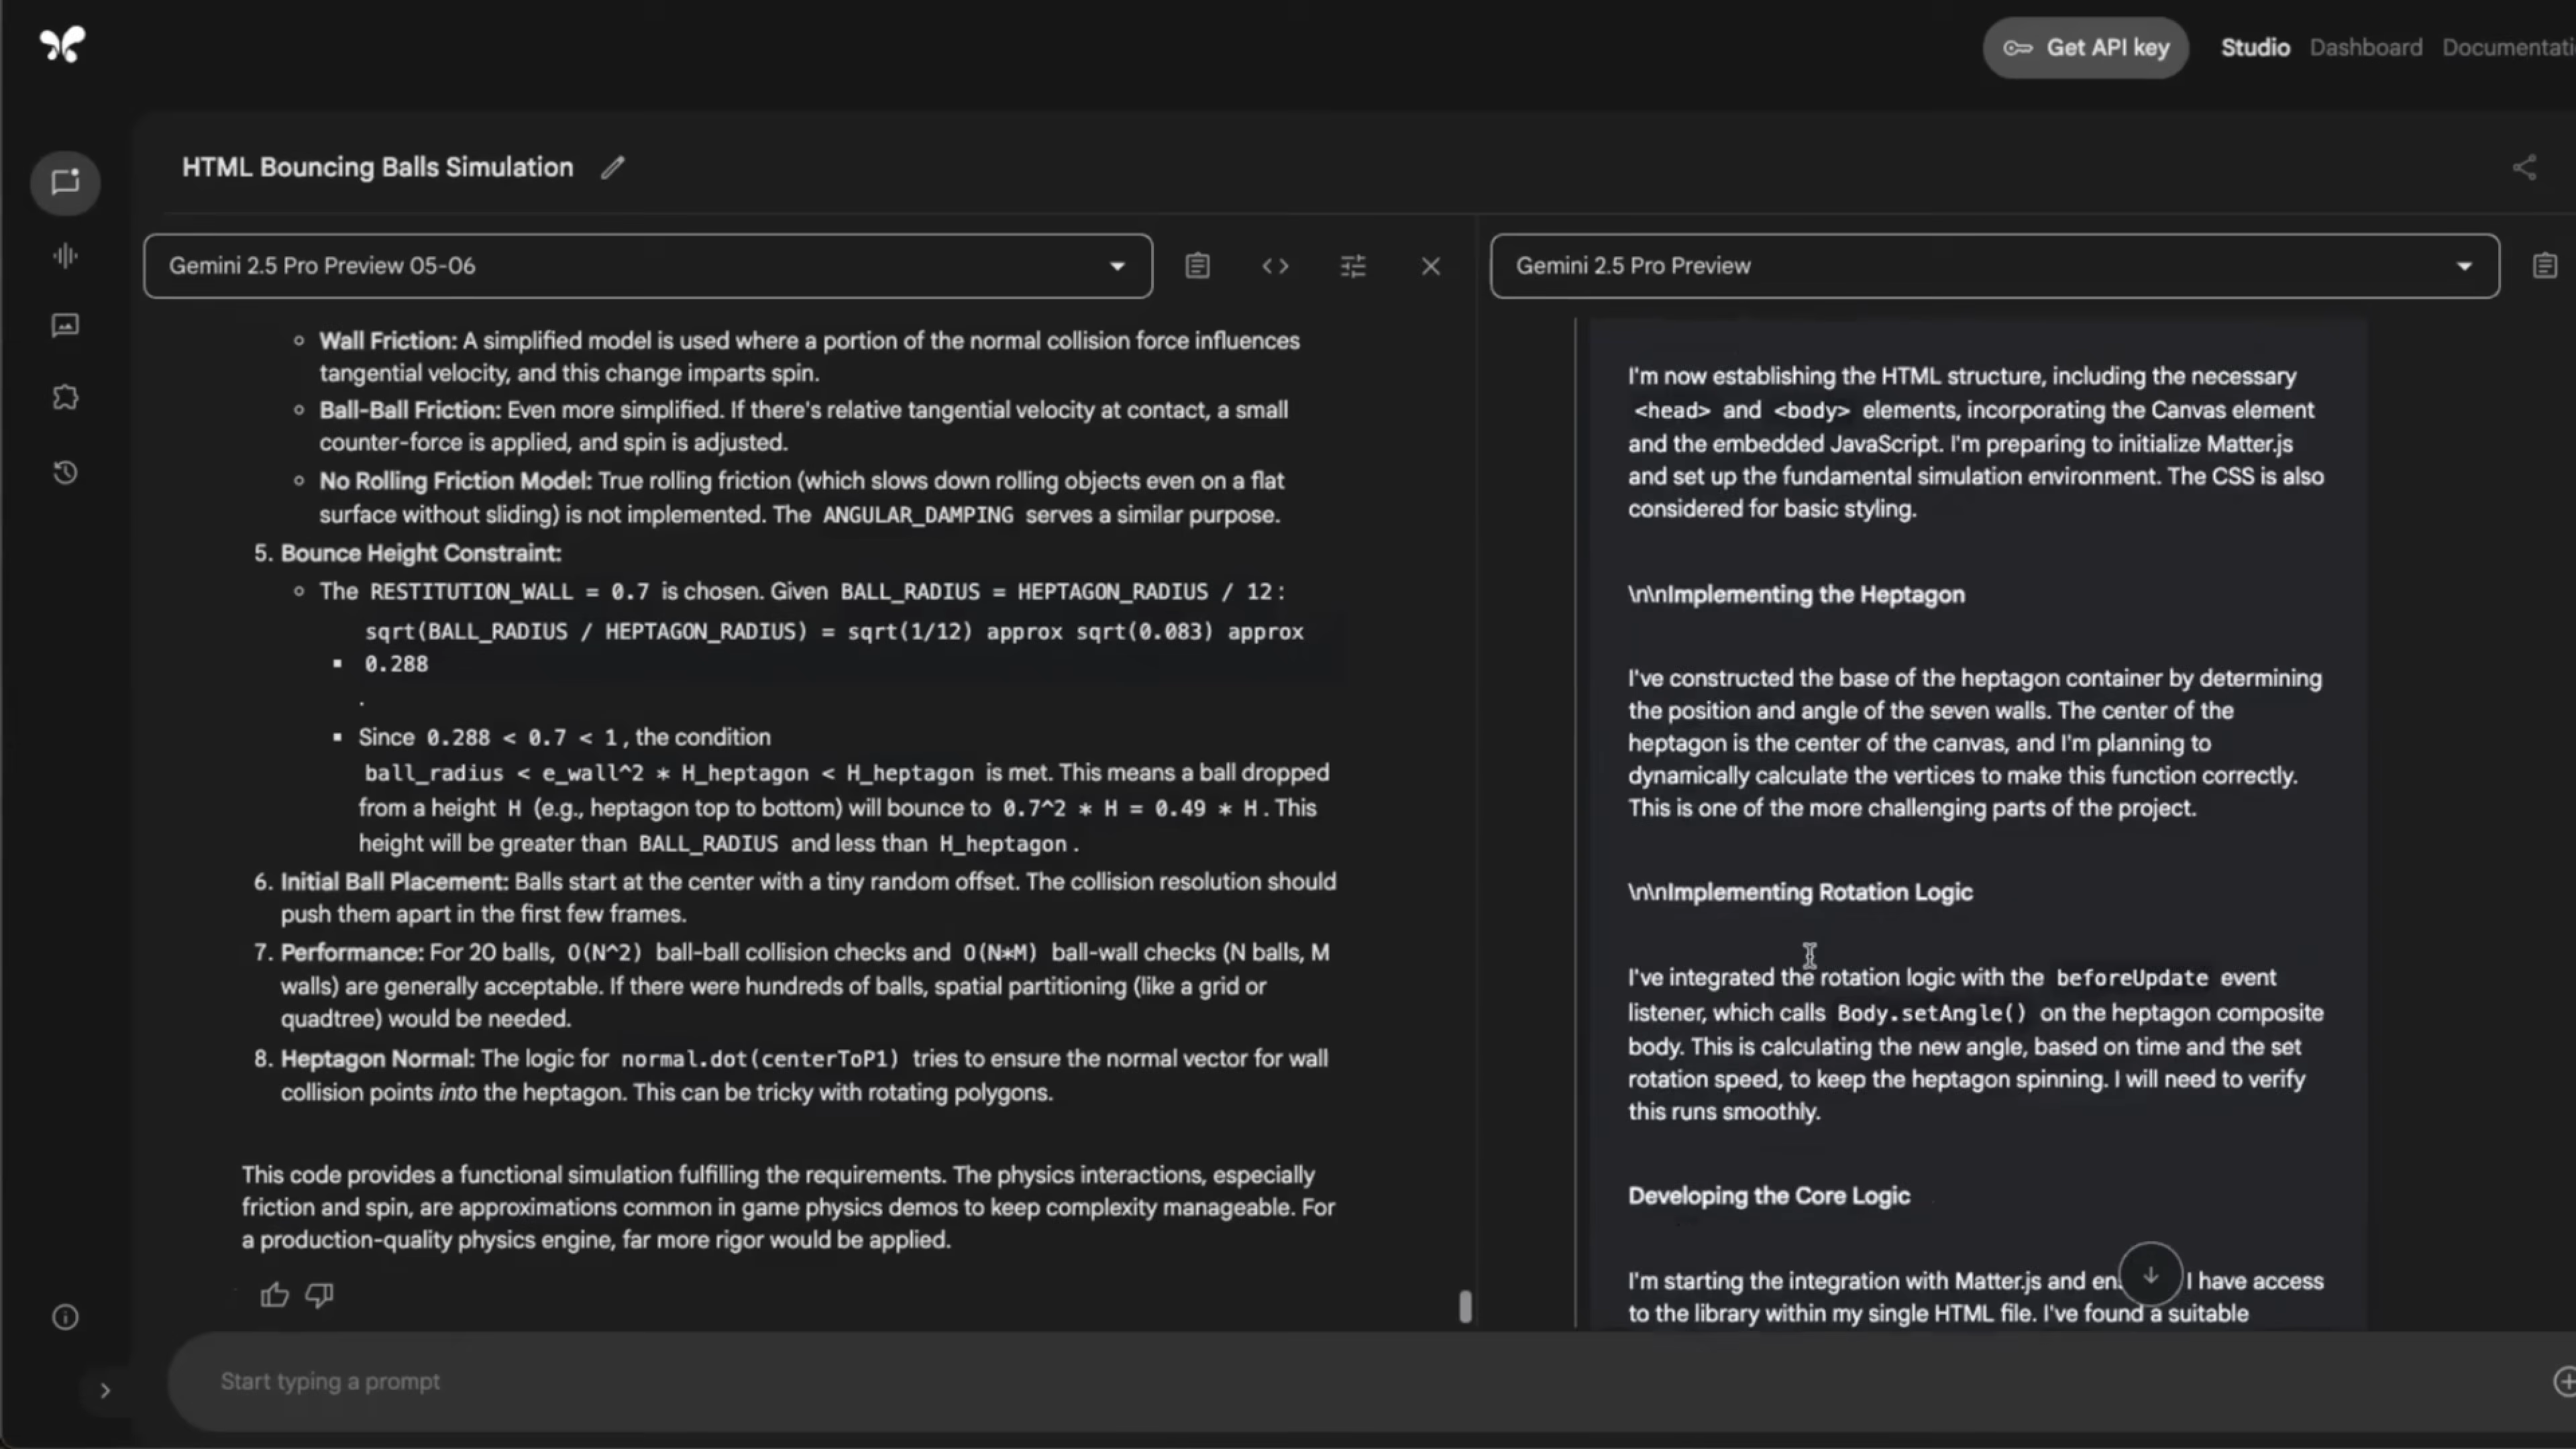 Get API key
Studio
Dashboard
Documentati
HTML Bouncing Balls Simulation
Gemini 2.5 Pro Preview 05-06
○ Wall Friction: A simplified model is used where a portion of the normal collision force influences
tangential velocity, and this change imparts spin.
○ Ball-Ball Friction: Even more simplified. If there's relative tangential velocity at contact, a small
counter-force is applied, and spin is adjusted.
○ No Rolling Friction Model: True rolling friction (which slows down rolling objects even on a flat
surface without sliding) is not implemented. The ANGULAR_DAMPING serves a similar purpose.
5. Bounce Height Constraint:
○ The RESTITUTION_WALL = 0.7 is chosen. Given BALL_RADIUS = HEPTAGON_RADIUS / 12:
sqrt(BALL_RADIUS / HEPTAGON_RADIUS) = sqrt(1/12) approx sqrt(0.083) approx
▪ 0.288
.
▪ Since 0.288 < 0.7 < 1, the condition
ball_radius < e_wall^2 * H_heptagon < H_heptagon is met. This means a ball dropped
from a height H (e.g., heptagon top to bottom) will bounce to 0.7^2 * H = 0.49 * H. This
height will be greater than BALL_RADIUS and less than H_heptagon.
6. Initial Ball Placement: Balls start at the center with a tiny random offset. The collision resolution should
push them apart in the first few frames.
7. Performance: For 20 balls, O(N^2) ball-ball collision checks and O(N*M) ball-wall checks (N balls, M
walls) are generally acceptable. If there were hundreds of balls, spatial partitioning (like a grid or
quadtree) would be needed.
8. Heptagon Normal: The logic for normal.dot(centerToP1) tries to ensure the normal vector for wall
collision points into the heptagon. This can be tricky with rotating polygons.
This code provides a functional simulation fulfilling the requirements. The physics interactions, especially
friction and spin, are approximations common in game physics demos to keep complexity manageable. For
a production-quality physics engine, far more rigor would be applied.
Gemini 2.5 Pro Preview
I'm now establishing the HTML structure, including the necessary
<head> and <body> elements, incorporating the Canvas element
and the embedded JavaScript. I'm preparing to initialize Matter.js
and set up the fundamental simulation environment. The CSS is also
considered for basic styling.
\n\nImplementing the Heptagon
I've constructed the base of the heptagon container by determining
the position and angle of the seven walls. The center of the
heptagon is the center of the canvas, and I'm planning to
dynamically calculate the vertices to make this function correctly.
This is one of the more challenging parts of the project.
\n\nImplementing Rotation Logic
I've integrated the rotation logic with the beforeUpdate event
listener, which calls Body.setAngle() on the heptagon composite
body. This is calculating the new angle, based on time and the set
rotation speed, to keep the heptagon spinning. I will need to verify
this runs smoothly.
Developing the Core Logic
I'm starting the integration with Matter.js and en I have access
to the library within my single HTML file. I've found a suitable
Start typing a prompt